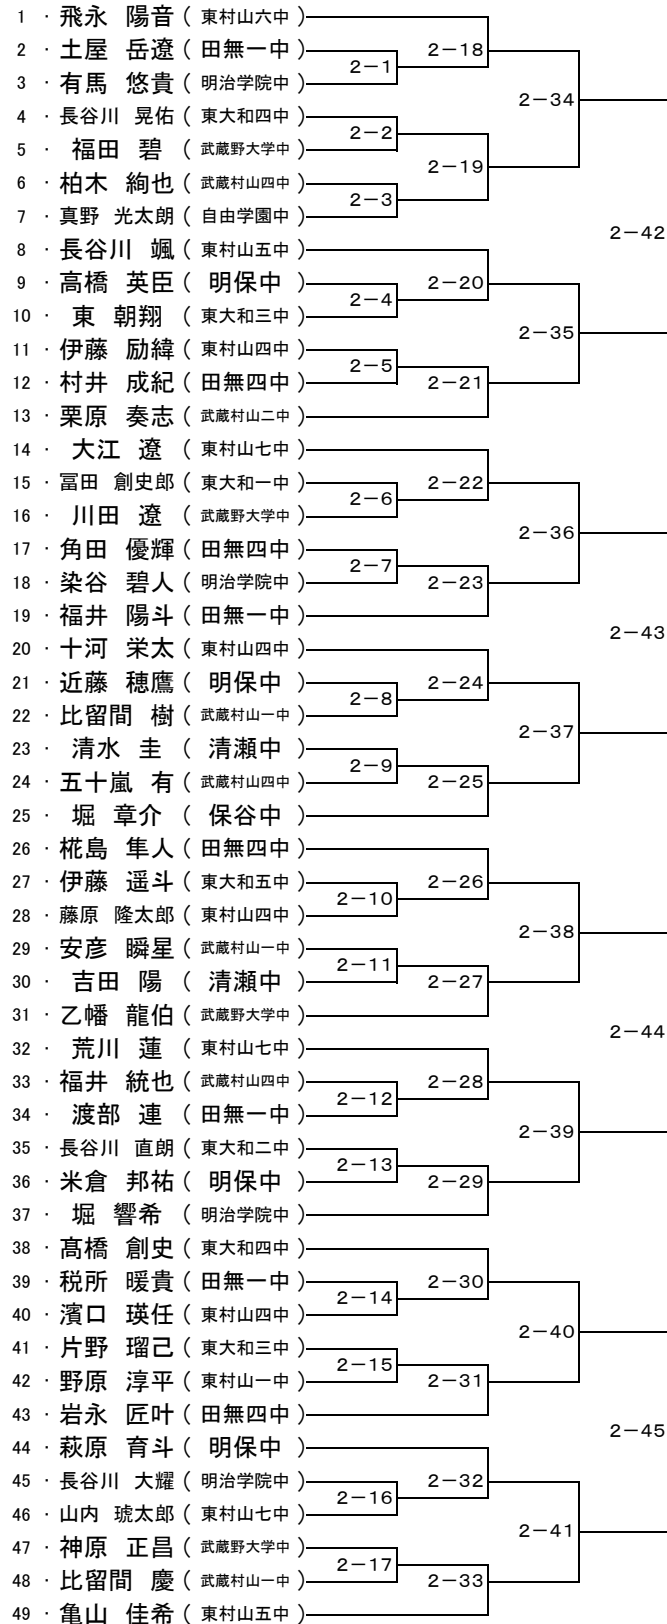 1 ・ 飛永 陽音 ( 東村山六中 )
2 ・ 土屋 岳遼 ( 田無一中 ) 2－18
3 ・ 有馬 悠貴 ( 明治学院中 ) 2－1
2－34
4 ・ 長谷川 晃佑 ( 東大和四中 )
5 ・ 福田 碧 ( 武蔵野大学中 ) 2－2
2－19
6 ・ 柏木 絢也 ( 武蔵村山四中 )
7 ・ 真野 光太朗 ( 自由学園中 ) 2－3
2－42
8 ・ 長谷川 颯 ( 東村山五中 )
9 ・ 高橋 英臣 ( 明保中 ) 2－20
10 ・ 東 朝翔 ( 東大和三中 ) 2－4
2－35
11 ・ 伊藤 励緯 ( 東村山四中 )
12 ・ 村井 成紀 ( 田無四中 ) 2－5 2－21
13 ・ 栗原 奏志 ( 武蔵村山二中 )
14 ・ 大江 遼 ( 東村山七中 )
15 ・ 冨田 創史郎 ( 東大和一中 ) 2－22
16 ・ 川田 遼 ( 武蔵野大学中 ) 2－6
2－36
17 ・ 角田 優輝 ( 田無四中 )
18 ・ 染谷 碧人 ( 明治学院中 ) 2－7 2－23
19 ・ 福井 陽斗 ( 田無一中 )
2－43
20 ・ 十河 栄太 ( 東村山四中 )
21 ・ 近藤 穂鷹 ( 明保中 ) 2－24
22 ・ 比留間 樹 ( 武蔵村山一中 ) 2－8
2－37
23 ・ 清水 圭 ( 清瀬中 )
24 ・ 五十嵐 有 ( 武蔵村山四中 ) 2－9 2－25
25 ・ 堀 章介 ( 保谷中 )
26 ・ 椛島 隼人 ( 田無四中 )
27 ・ 伊藤 遥斗 ( 東大和五中 ) 2－26
28 ・ 藤原 隆太郎 ( 東村山四中 ) 2－10
2－38
29 ・ 安彦 瞬星 ( 武蔵村山一中 )
30 ・ 吉田 陽 ( 清瀬中 ) 2－11 2－27
31 ・ 乙幡 龍伯 ( 武蔵野大学中 )
2－44
32 ・ 荒川 蓮 ( 東村山七中 )
33 ・ 福井 統也 ( 武蔵村山四中 ) 2－28
34 ・ 渡部 連 ( 田無一中 ) 2－12
2－39
35 ・ 長谷川 直朗 ( 東大和二中 )
36 ・ 米倉 邦祐 ( 明保中 ) 2－13 2－29
37 ・ 堀 響希 ( 明治学院中 )
38 ・ 髙橋 創史 ( 東大和四中 )
39 ・ 税所 暖貴 ( 田無一中 ) 2－30
40 ・ 濱口 瑛任 ( 東村山四中 ) 2－14
2－40
41 ・ 片野 瑠己 ( 東大和三中 )
42 ・ 野原 淳平 ( 東村山一中 ) 2－15 2－31
43 ・ 岩永 匠叶 ( 田無四中 )
2－45
44 ・ 萩原 育斗 ( 明保中 )
45 ・ 長谷川 大耀 ( 明治学院中 ) 2－32
46 ・ 山内 琥太郎 ( 東村山七中 ) 2－16
2－41
47 ・ 神原 正昌 ( 武蔵野大学中 )
48 ・ 比留間 慶 ( 武蔵村山一中 ) 2－17 2－33
49 ・ 亀山 佳希 ( 東村山五中 )